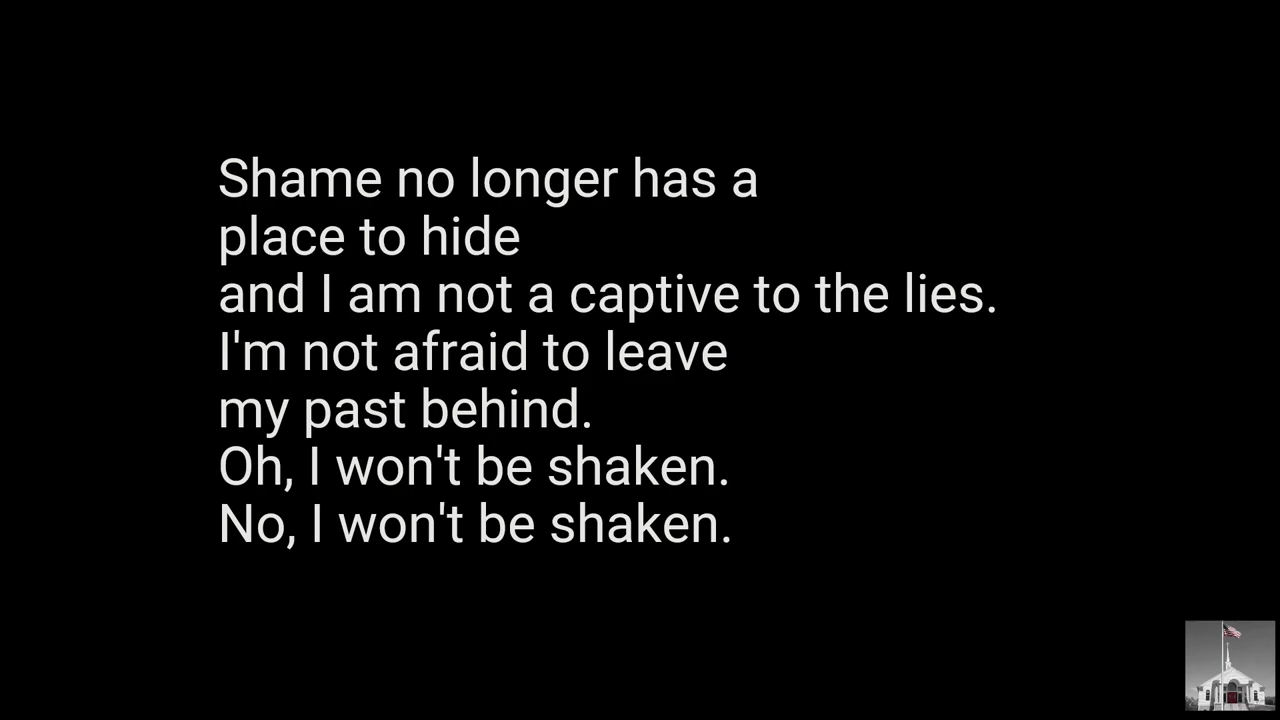 Shame no longer has a
place to hide
and I am not a captive to the lies.
I'm not afraid to leave
my past behind.
Oh, I won't be shaken.
No, I won't be shaken.